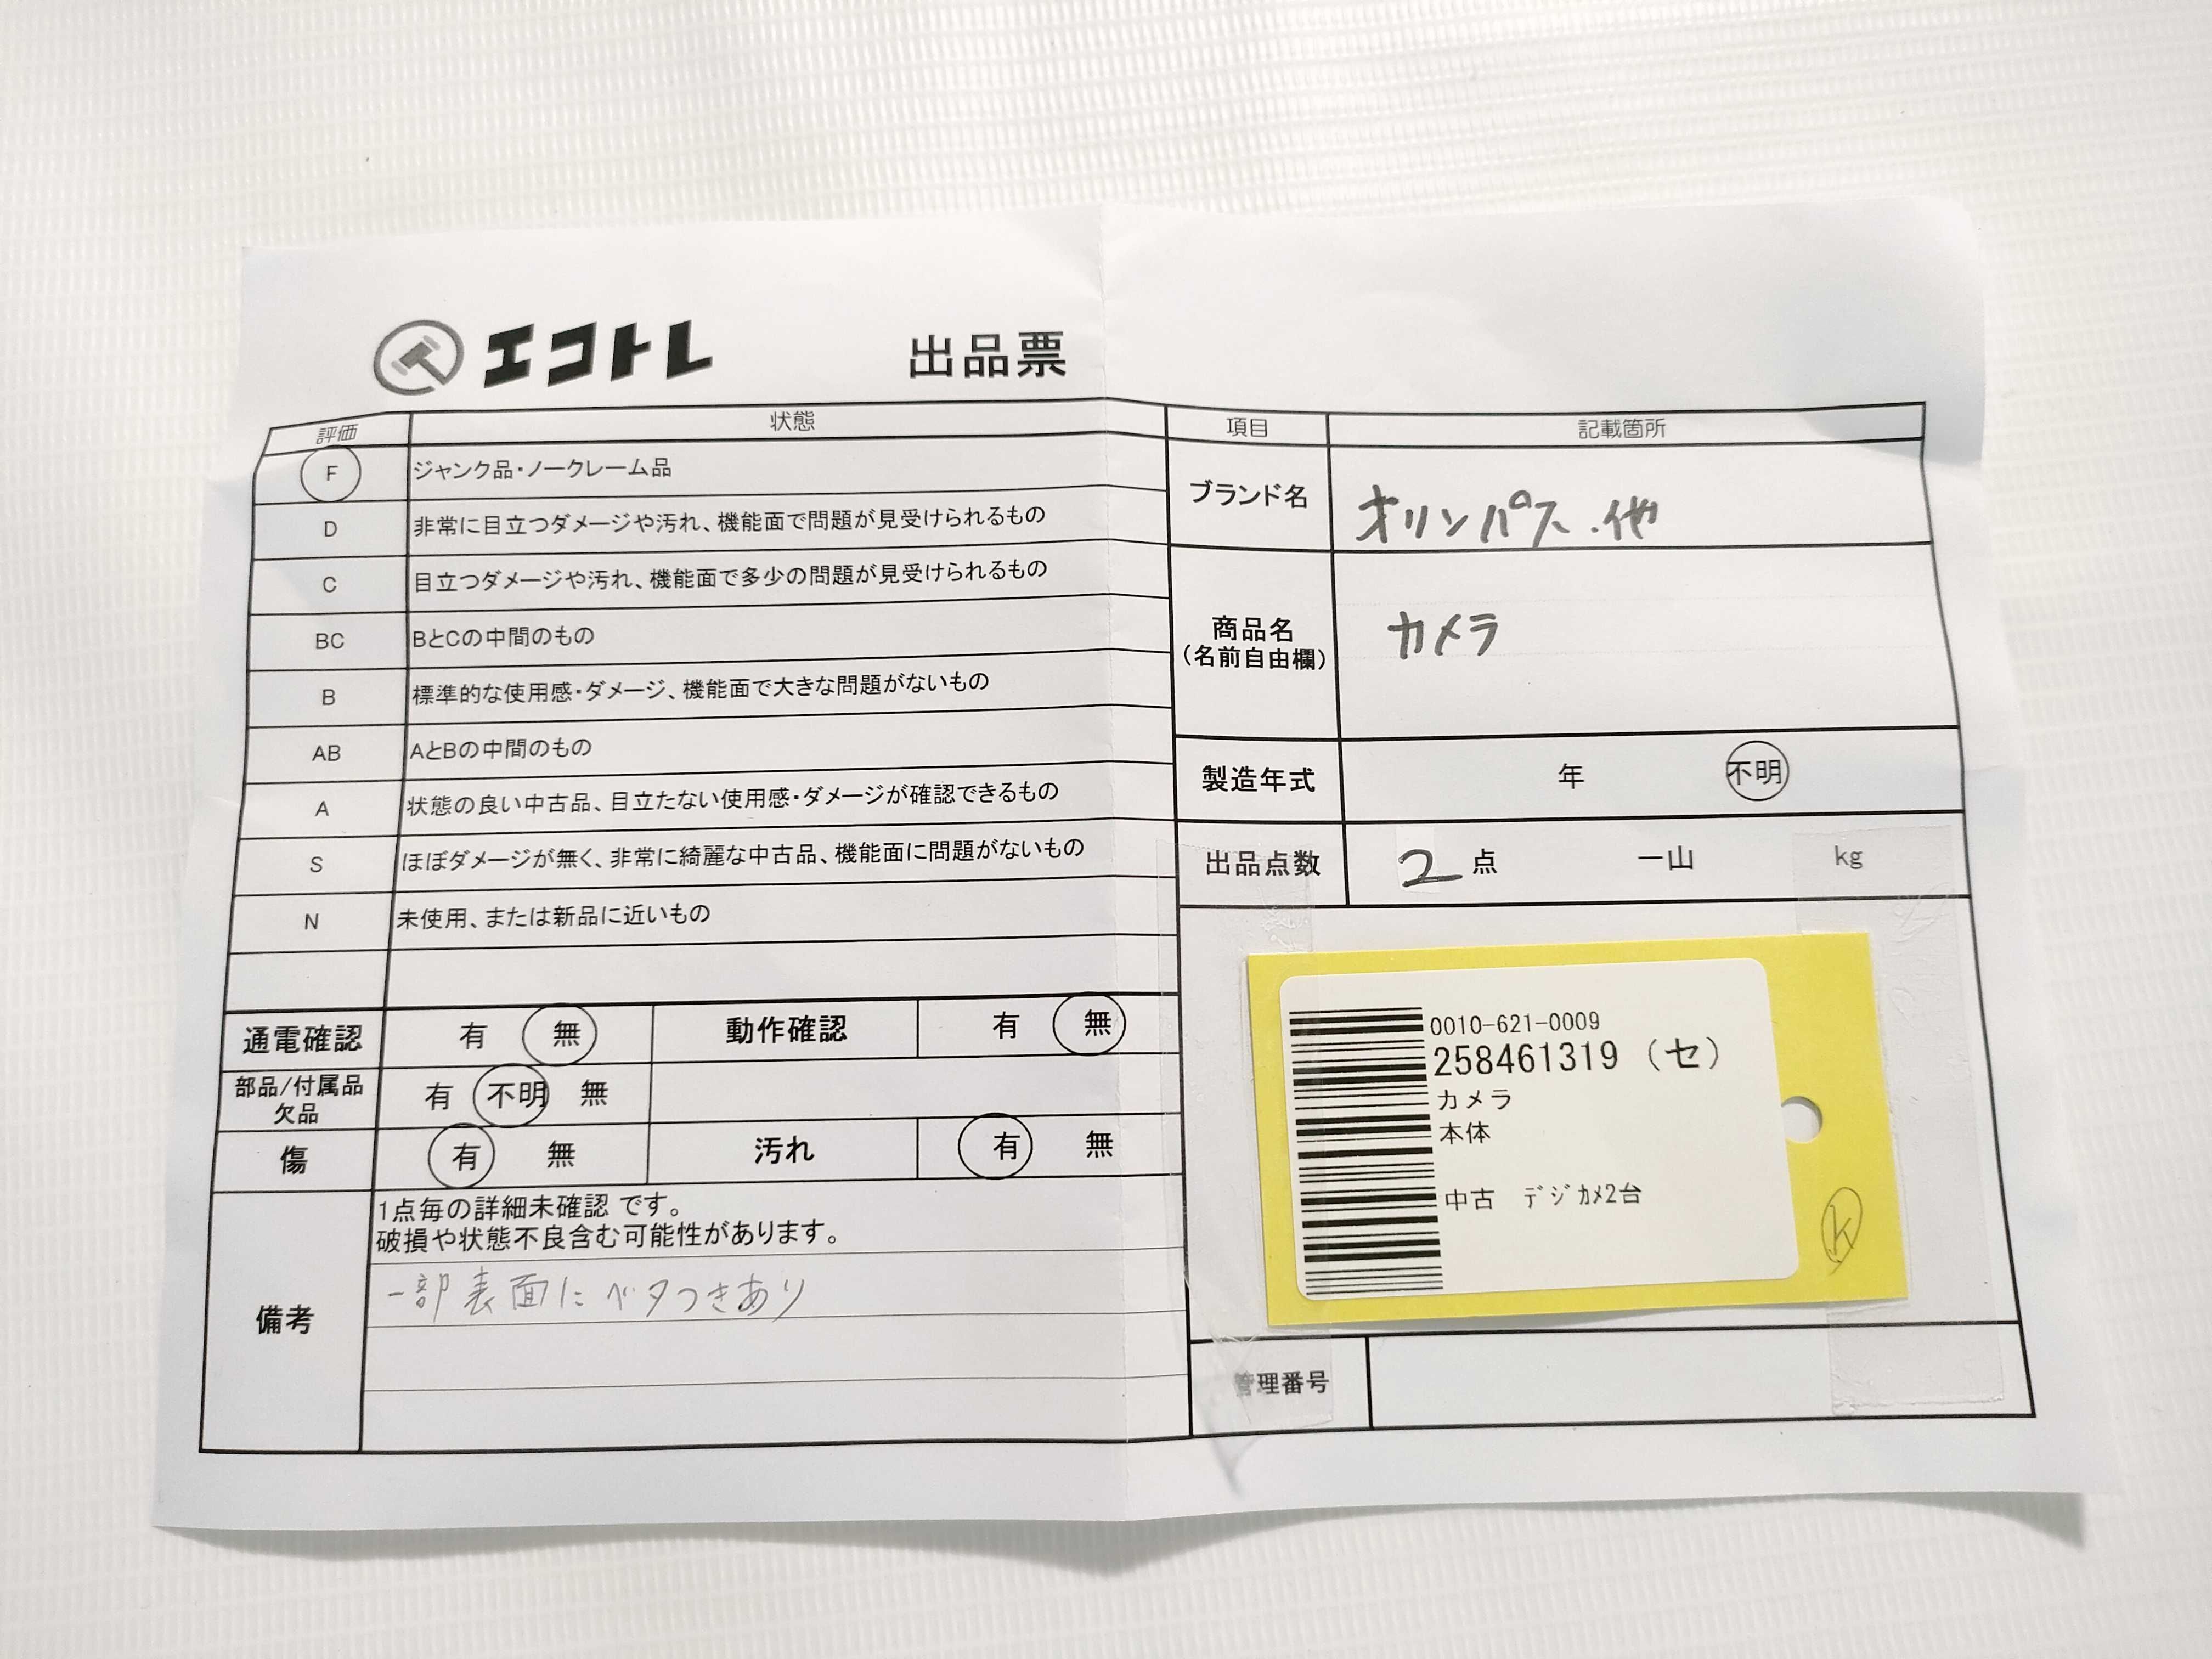 エコトレ
出品票
評価 状態
F ジャンク品・ノークレーム品
D 非常に目立つダメージや汚れ、機能面で問題が見受けられるもの
C 目立つダメージや汚れ、機能面で多少の問題が見受けられるもの
BC BとCの中間のもの
B 標準的な使用感・ダメージ、機能面で大きな問題がないもの
AB AとBの中間のもの
A 状態の良い中古品、目立たない使用感・ダメージが確認できるもの
S ほぼダメージが無く、非常に綺麗な中古品、機能面に問題がないもの
N 未使用、または新品に近いもの
通電確認 有 無 動作確認 有 無
部品/付属品
欠品
有 不明 無
傷 有 無 汚れ 有 無
備考
1点毎の詳細未確認 です。
破損や状態不良含む可能性があります。
一部表面にベタつきあり
項目 記載箇所
ブランド名 オリンパス.他
商品名
(名前自由欄)
カメラ
製造年式 年 不明
出品点数 2 点 一山 kg
0010-621-0009
258461319 (セ)
カメラ
本体
中古 ﾃﾞｼﾞｶﾒ2台
k
管理番号